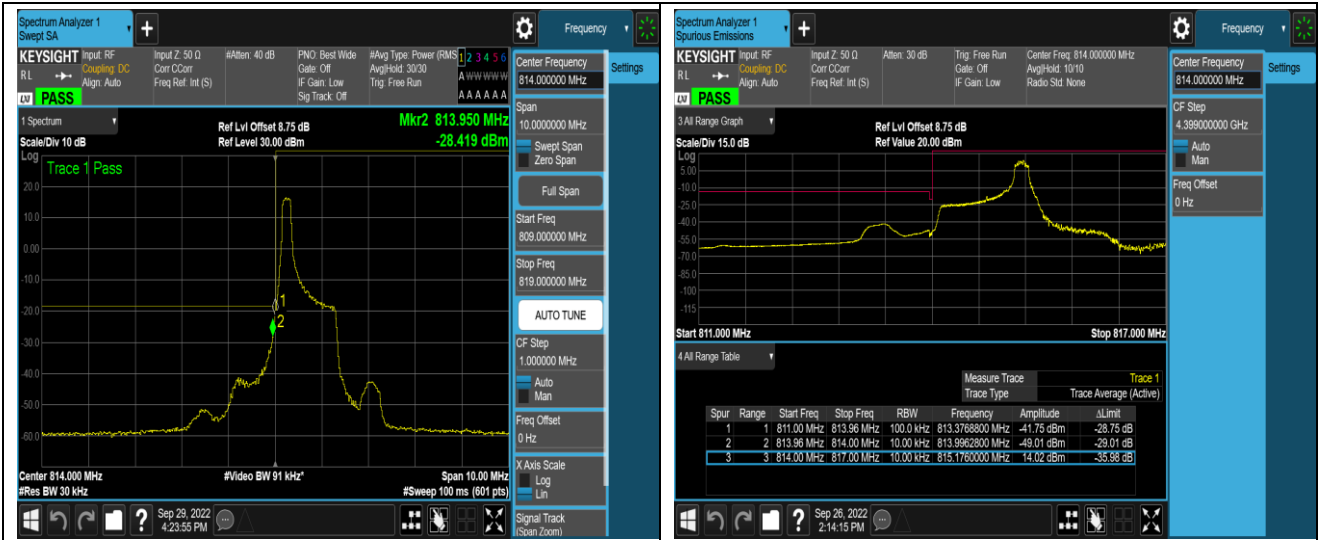 Spectrum Analyzer 1
Swept SA
Frequency
KEYSIGHT
R L
PASS
Input: RF
Coupling: DC
Align: Auto
Input Z: 50 Ω
Corr CCorr
Freq Ref: Int (S)
#Atten: 40 dB
PNO: Best Wide
Gate: Off
IF Gain: Low
Sig Track: Off
#Avg Type: Power (RMS
Avg|Hold: 30/30
Trig: Free Run
1 2 3 4 5 6
A W W W W W
A A A A A A
1 Spectrum
Scale/Div 10 dB
Ref Lvl Offset 8.75 dB
Ref Level 30.00 dBm
Mkr2 813.950 MHz
-28.419 dBm
Log
Trace 1 Pass
20.0
10.0
0.00
-10.0
-20.0
-30.0
-40.0
-50.0
-60.0
1
2
Center 814.000 MHz
#Res BW 30 kHz
#Video BW 91 kHz*
Span 10.00 MHz
#Sweep 100 ms (601 pts)
Center Frequency
814.000000 MHz
Settings
Span
10.0000000 MHz
Swept Span
Zero Span
Full Span
Start Freq
809.000000 MHz
Stop Freq
819.000000 MHz
AUTO TUNE
CF Step
1.000000 MHz
Auto
Man
Freq Offset
0 Hz
X Axis Scale
Log
Lin
Signal Track
(Span Zoom)
?
Sep 29, 2022
4:23:55 PM
Spectrum Analyzer 1
Spurious Emissions
Frequency
KEYSIGHT
R L
PASS
Input: RF
Coupling: DC
Align: Auto
Input Z: 50 Ω
Corr CCorr
Freq Ref: Int (S)
Atten: 30 dB
Trig: Free Run
Gate: Off
IF Gain: Low
Center Freq: 814.000000 MHz
Avg|Hold: 10/10
Radio Std: None
3 All Range Graph
Scale/Div 15.0 dB
Ref Lvl Offset 8.75 dB
Ref Value 20.00 dBm
Log
5.00
-10.0
-25.0
-40.0
-55.0
-70.0
-85.0
-100
-115
Start 811.000 MHz
Stop 817.000 MHz
4 All Range Table
Measure Trace Trace 1
Trace Type Trace Average (Active)
Spur Range Start Freq Stop Freq RBW Frequency Amplitude ΔLimit
1 1 811.00 MHz 813.96 MHz 100.0 kHz 813.3768800 MHz -41.75 dBm -28.75 dB
2 2 813.96 MHz 814.00 MHz 10.00 kHz 813.9962800 MHz -49.01 dBm -29.01 dB
3 3 814.00 MHz 817.00 MHz 10.00 kHz 815.1760000 MHz 14.02 dBm -35.98 dB
Center Frequency
814.000000 MHz
Settings
CF Step
4.399000000 GHz
Auto
Man
Freq Offset
0 Hz
?
Sep 26, 2022
2:14:15 PM